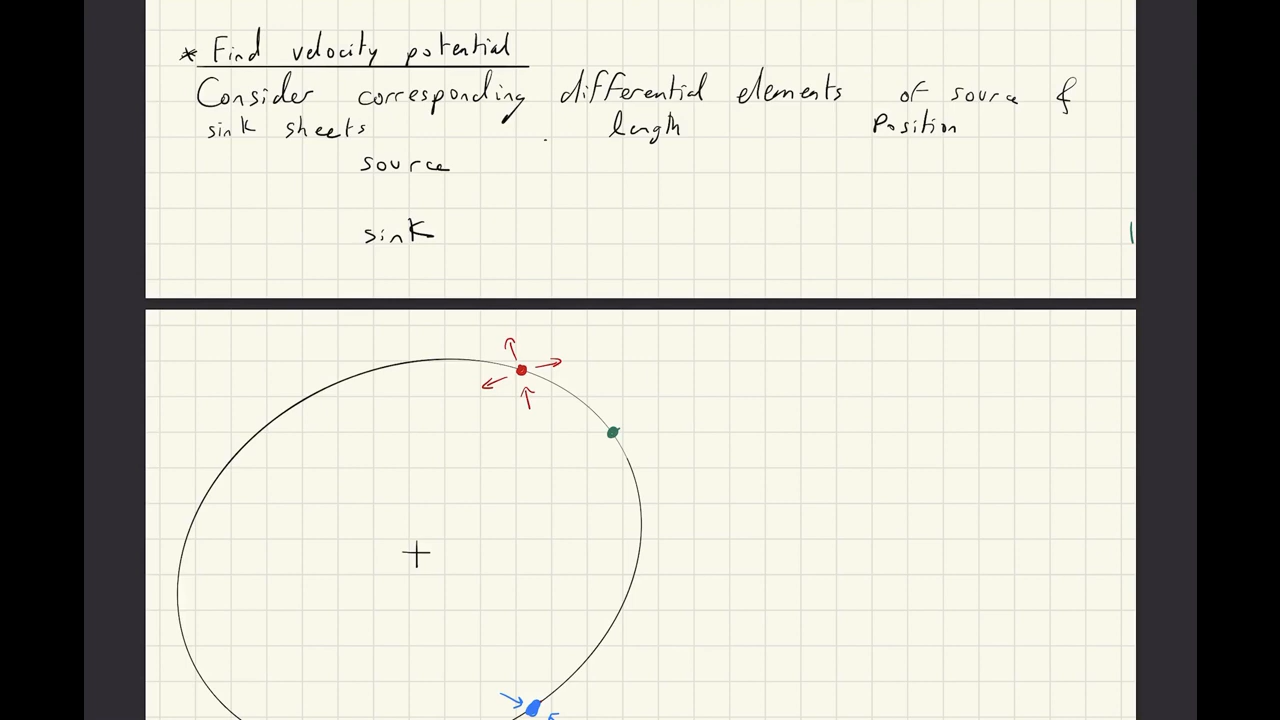 * Find velocity potential
Consider corresponding differential elements of source &
sink sheets length Position
source
sink